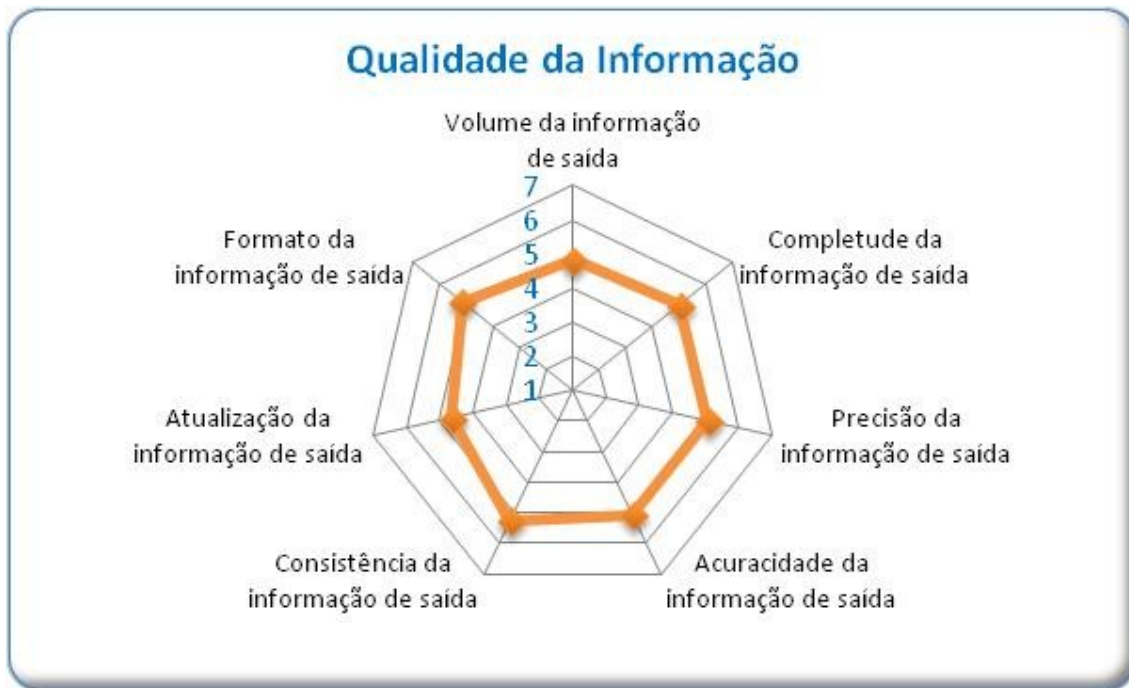 Qualidade da Informação
Volume da informação
de saída
7
6
5
4
3
2
1
Completude da
informação de saída
Precisão da
informação de saída
Acuracidade da
informação de saída
Consistência da
informação de saída
Atualização da
informação de saída
Formato da
informação de saída